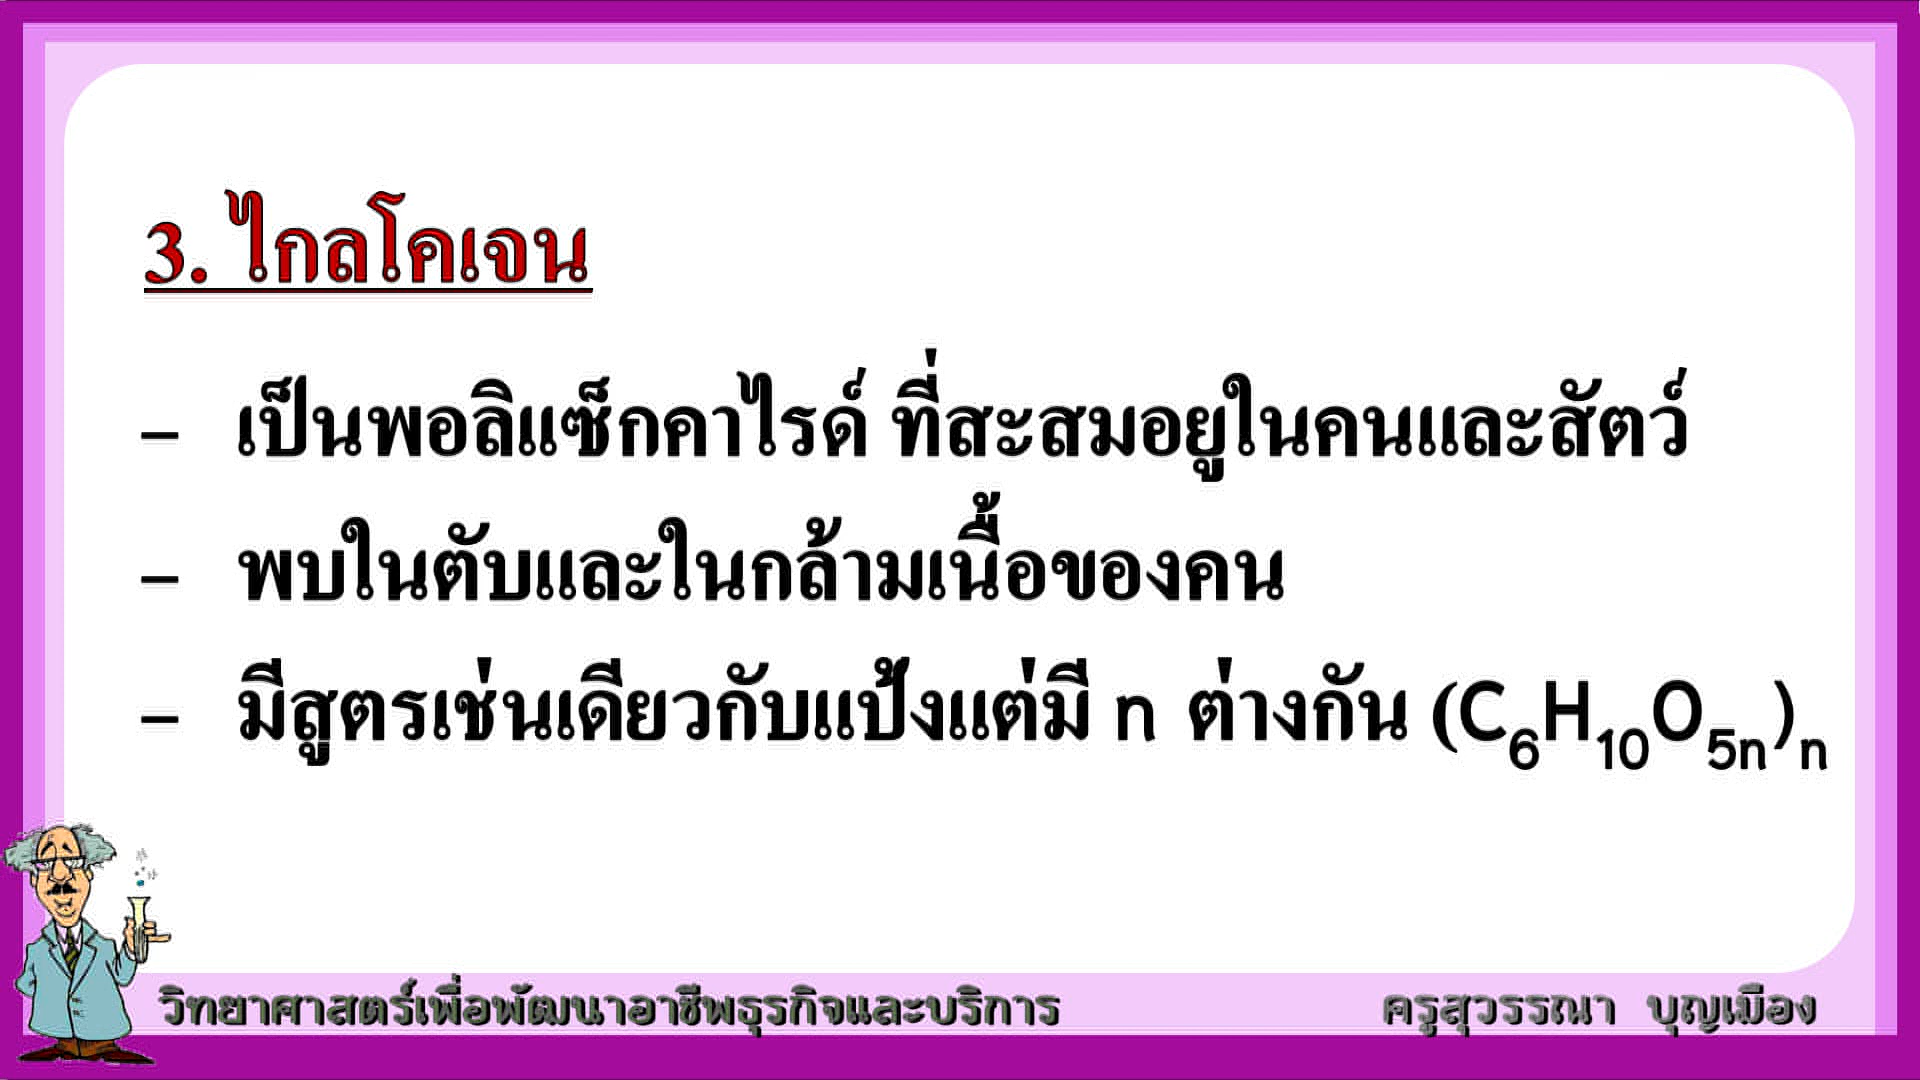 3. ไกลโคเจน
– เป็นพอลิแซ็กคาไรด์ ที่สะสมอยู่ในคนและสัตว์
– พบในตับและในกล้ามเนื้อของคน
– มีสูตรเช่นเดียวกับแป้งแต่มี n ต่างกัน (C₆H₁₀O₅ₙ)ₙ
วิทยาศาสตร์เพื่อพัฒนาอาชีพธุรกิจและบริการ ครูสุวรรณา บุญเมือง